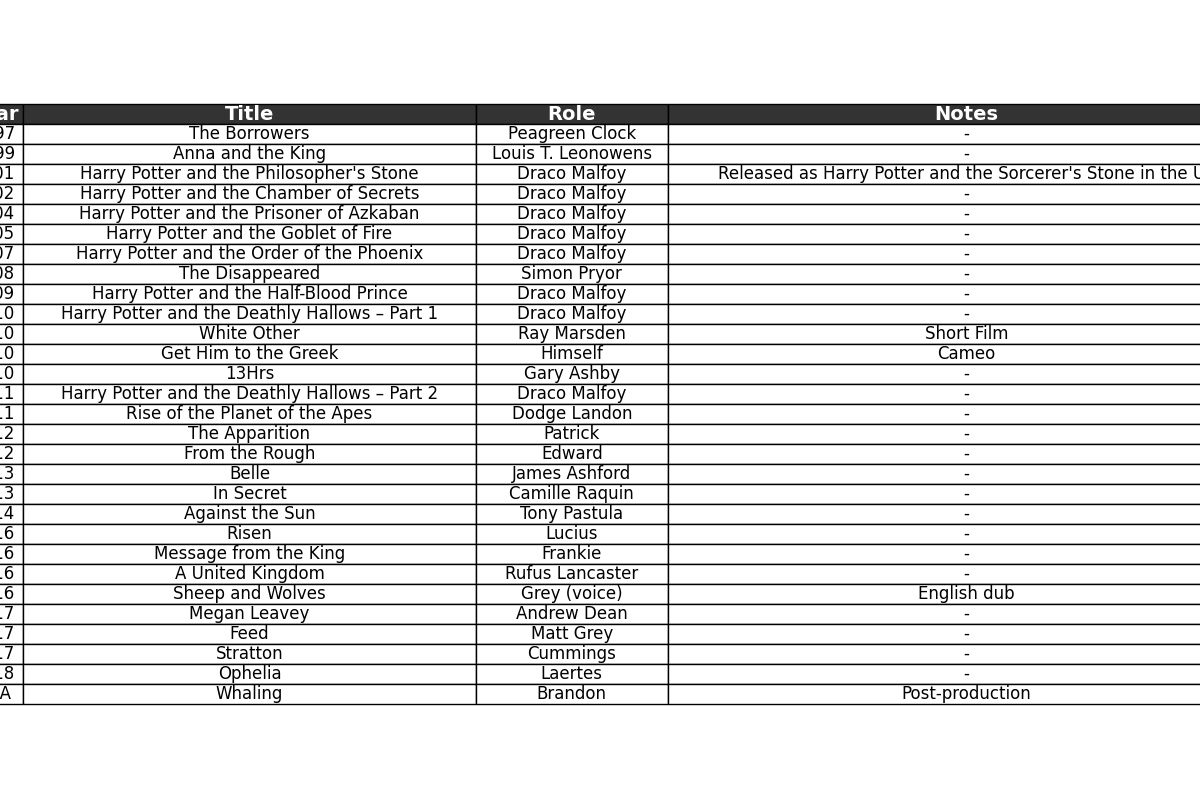 ar Title Role Notes
97 The Borrowers Peagreen Clock -
99 Anna and the King Louis T. Leonowens -
01 Harry Potter and the Philosopher's Stone Draco Malfoy Released as Harry Potter and the Sorcerer's Stone in the U
02 Harry Potter and the Chamber of Secrets Draco Malfoy -
04 Harry Potter and the Prisoner of Azkaban Draco Malfoy -
05 Harry Potter and the Goblet of Fire Draco Malfoy -
07 Harry Potter and the Order of the Phoenix Draco Malfoy -
08 The Disappeared Simon Pryor -
09 Harry Potter and the Half-Blood Prince Draco Malfoy -
10 Harry Potter and the Deathly Hallows – Part 1 Draco Malfoy -
10 White Other Ray Marsden Short Film
10 Get Him to the Greek Himself Cameo
10 13Hrs Gary Ashby -
11 Harry Potter and the Deathly Hallows – Part 2 Draco Malfoy -
11 Rise of the Planet of the Apes Dodge Landon -
12 The Apparition Patrick -
12 From the Rough Edward -
13 Belle James Ashford -
13 In Secret Camille Raquin -
14 Against the Sun Tony Pastula -
16 Risen Lucius -
16 Message from the King Frankie -
16 A United Kingdom Rufus Lancaster -
16 Sheep and Wolves Grey (voice) English dub
17 Megan Leavey Andrew Dean -
17 Feed Matt Grey -
17 Stratton Cummings -
18 Ophelia Laertes -
A Whaling Brandon Post-production